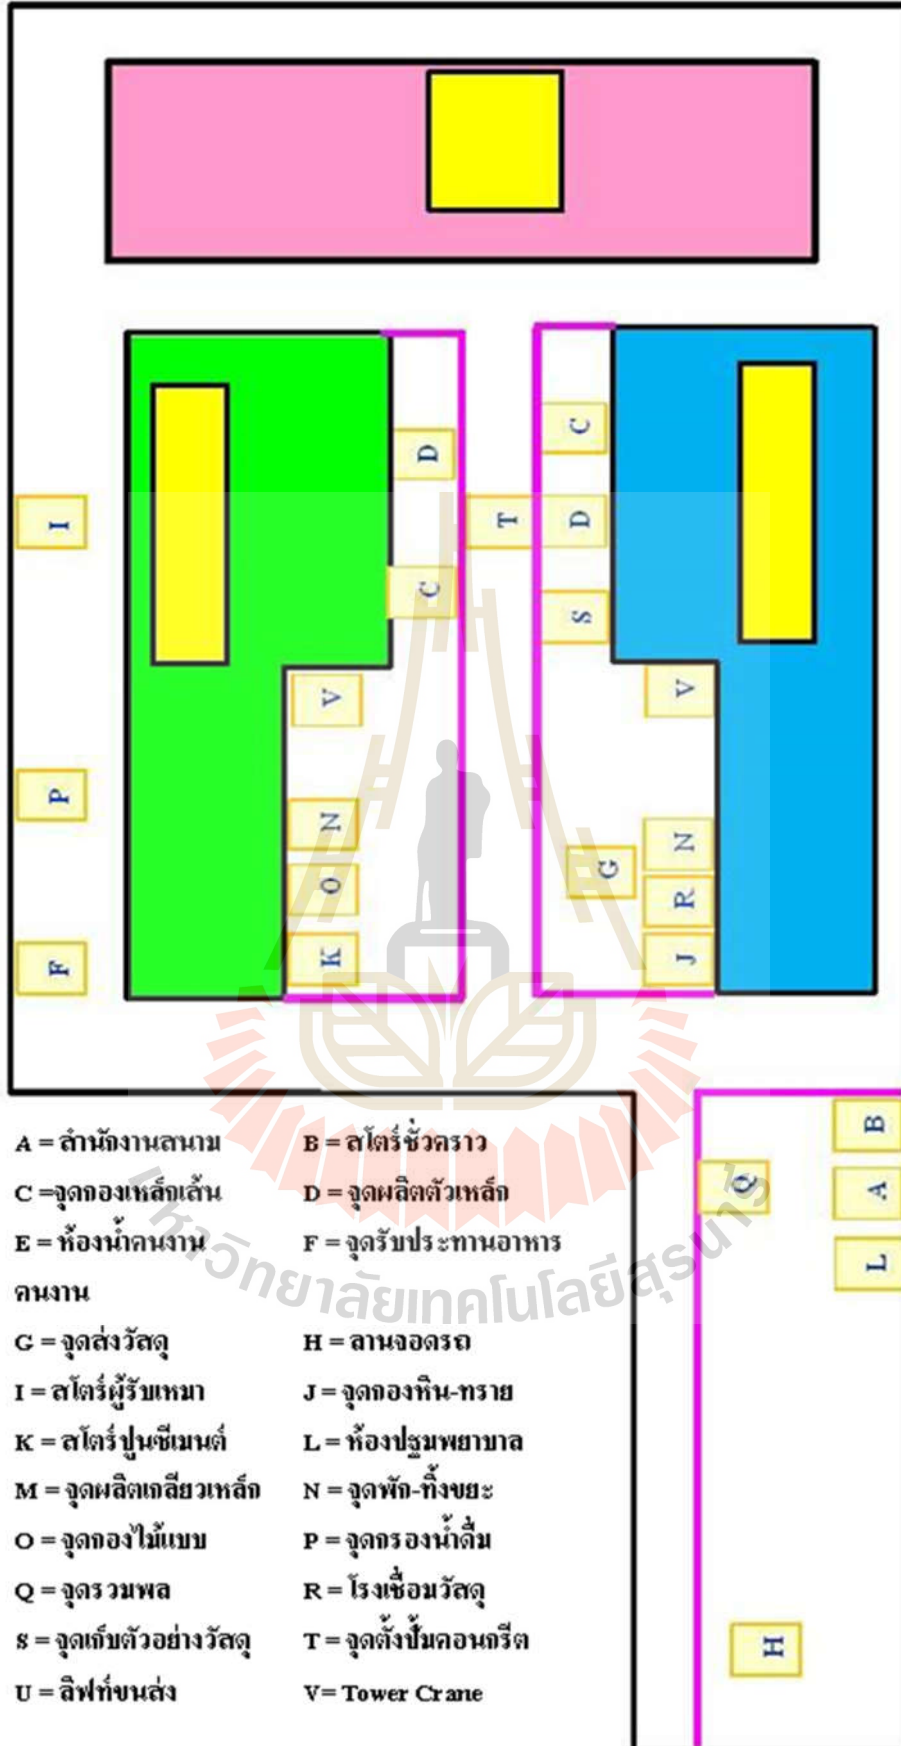 D
C
I
T
D
C
S
V
V
P
N
N
G
O
R
F
K
J
A = สำนักงานสนาม B = สโตร์ชั่วคราว
C =จุดกองเหล็กเส้น D = จุดผลิตตัวเหล็ก
E = ห้องน้ำคนงาน F = จุดรับประทานอาหาร
คนงาน
G = จุดส่งวัสดุ H = ลานจอดรถ
I = สโตร์ผู้รับเหมา J = จุดกองหิน-ทราย
K = สโตร์ปูนซีเมนต์ L = ห้องปฐมพยาบาล
M = จุดผลิตเกลียวเหล็ก N = จุดพัก-ทิ้งขยะ
O = จุดกองไม้แบบ P = จุดกรองน้ำดื่ม
Q = จุดรวมพล R = โรงเชื่อมวัสดุ
S = จุดเก็บตัวอย่างวัสดุ T = จุดตั้งปั้มคอนกรีต
U = ลิฟท์ขนส่ง V= Tower Crane
B
Q
A
L
H
มหาวิทยาลัยเทคโนโลยีสุรนารี